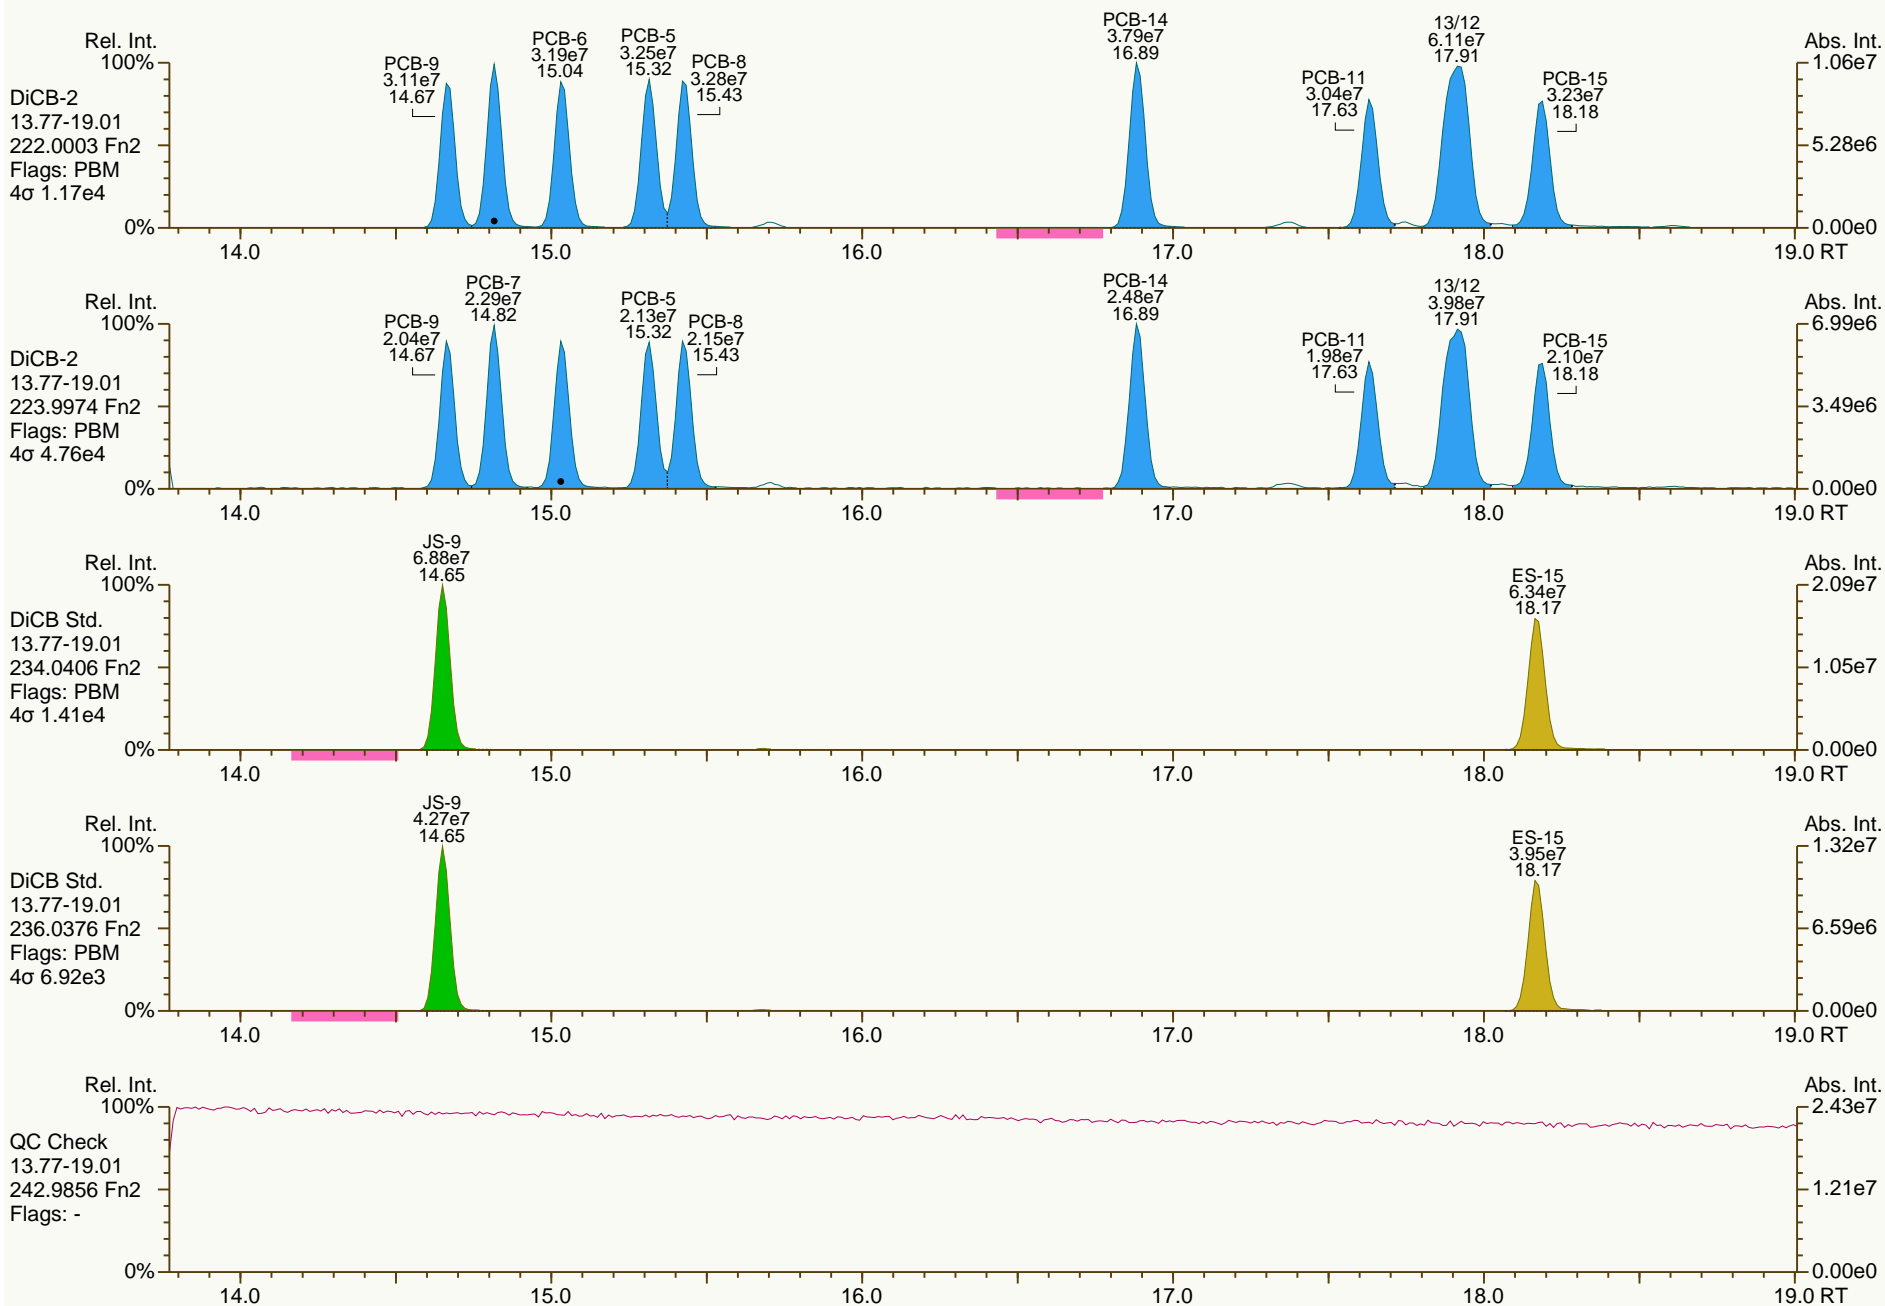 Rel. Int.
100%
0%
DiCB-2
13.77-19.01
222.0003 Fn2
Flags: PBM
4σ 1.17e4
PCB-9
3.11e7
14.67
PCB-6
3.19e7
15.04
PCB-5
3.25e7
15.32
PCB-8
3.28e7
15.43
PCB-14
3.79e7
16.89
PCB-11
3.04e7
17.63
13/12
6.11e7
17.91
PCB-15
3.23e7
18.18
Abs. Int.
1.06e7
5.28e6
0.00e0
14.0 15.0 16.0 17.0 18.0 19.0 RT
Rel. Int.
100%
0%
DiCB-2
13.77-19.01
223.9974 Fn2
Flags: PBM
4σ 4.76e4
PCB-9
2.04e7
14.67
PCB-7
2.29e7
14.82
PCB-5
2.13e7
15.32
PCB-8
2.15e7
15.43
PCB-14
2.48e7
16.89
PCB-11
1.98e7
17.63
13/12
3.98e7
17.91
PCB-15
2.10e7
18.18
Abs. Int.
6.99e6
3.49e6
0.00e0
14.0 15.0 16.0 17.0 18.0 19.0 RT
Rel. Int.
100%
0%
DiCB Std.
13.77-19.01
234.0406 Fn2
Flags: PBM
4σ 1.41e4
JS-9
6.88e7
14.65
ES-15
6.34e7
18.17
Abs. Int.
2.09e7
1.05e7
0.00e0
14.0 15.0 16.0 17.0 18.0 19.0 RT
Rel. Int.
100%
0%
DiCB Std.
13.77-19.01
236.0376 Fn2
Flags: PBM
4σ 6.92e3
JS-9
4.27e7
14.65
ES-15
3.95e7
18.17
Abs. Int.
1.32e7
6.59e6
0.00e0
14.0 15.0 16.0 17.0 18.0 19.0 RT
Rel. Int.
100%
0%
QC Check
13.77-19.01
242.9856 Fn2
Flags: -
Abs. Int.
2.43e7
1.21e7
0.00e0
14.0 15.0 16.0 17.0 18.0 19.0 RT